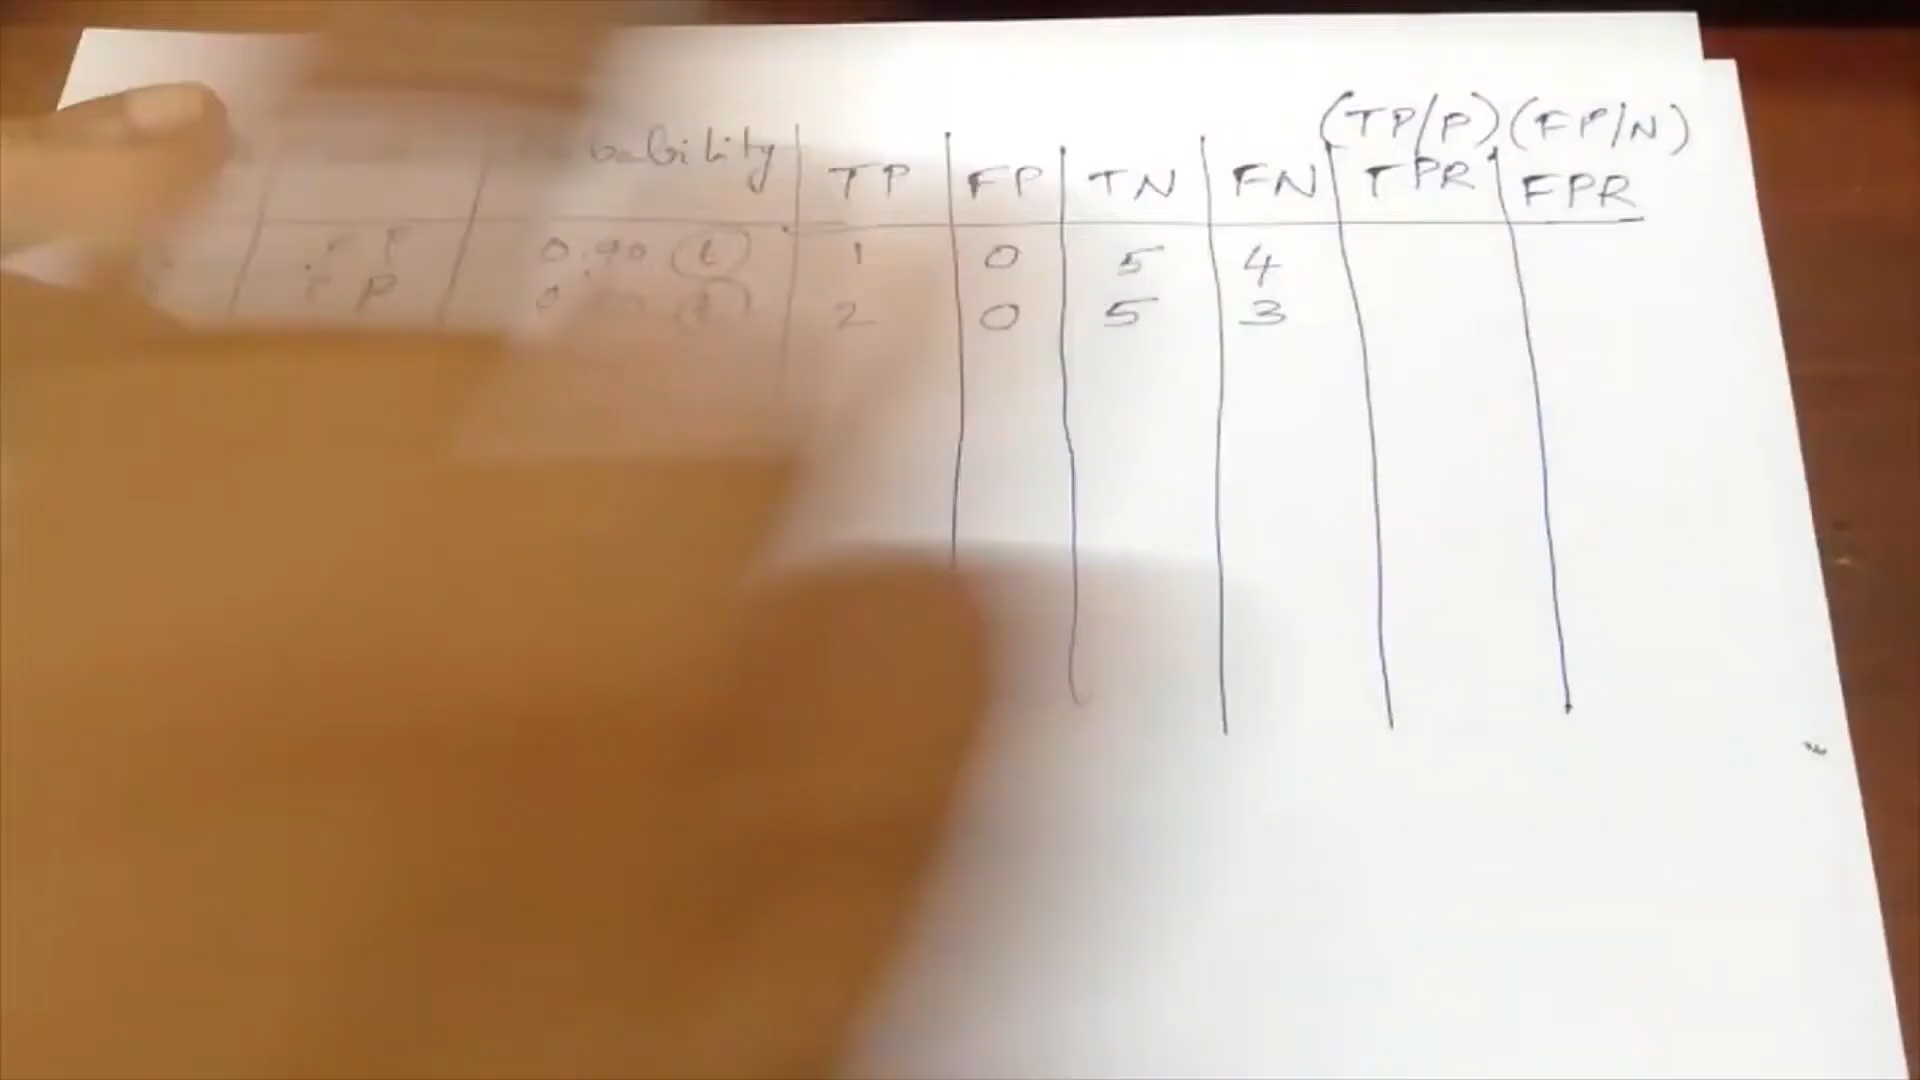 (TP/P) (FP/N)
TP FP TN FN TPR FPR
0.90 (t) 1 0 5 4
P (t) 2 0 5 3